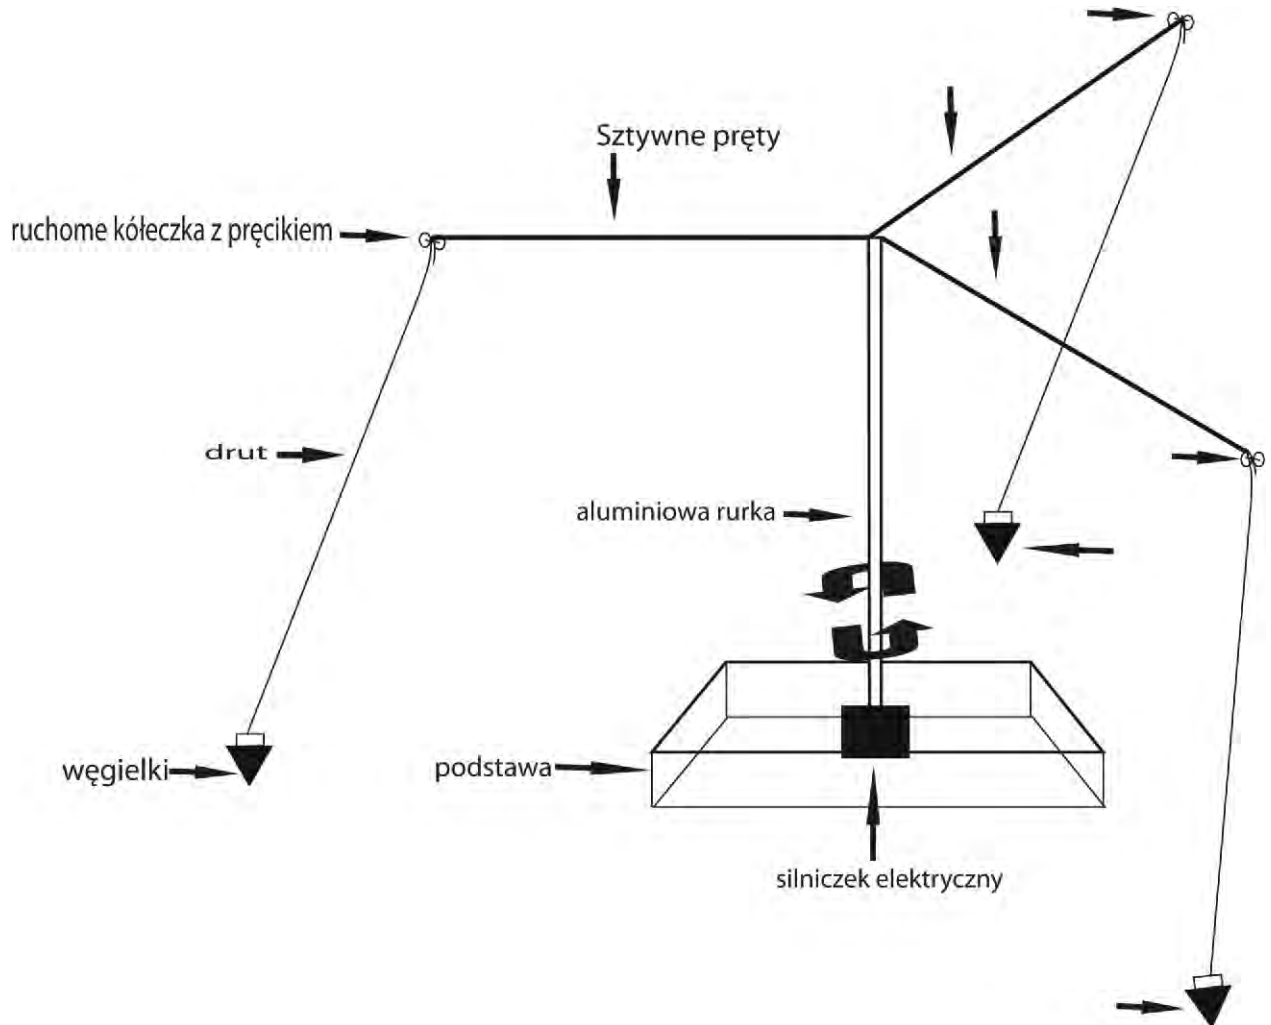 Sztywne pręty
ruchome kółeczka z pręcikiem
drut
aluminiowa rurka
węgielki
podstawa
silniczek elektryczny